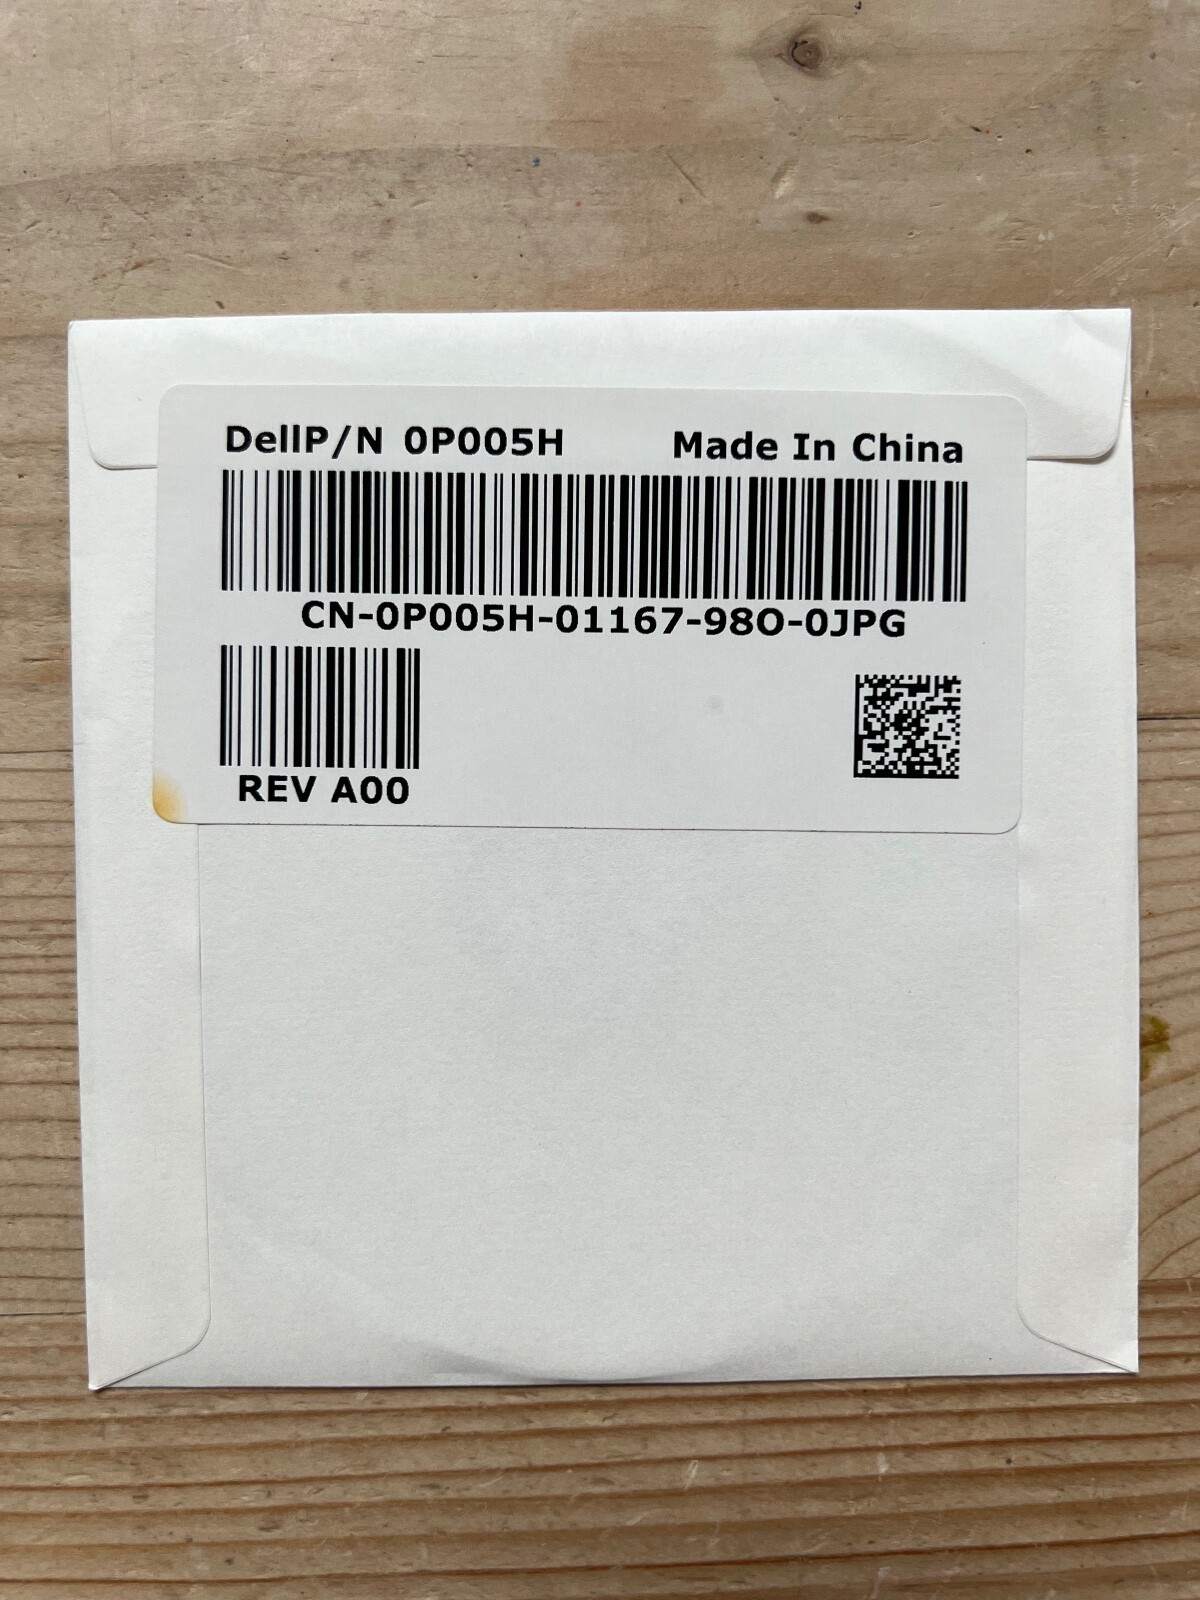 DellP/N 0P005H Made In China
CN-0P005H-01167-98O-0JPG
REV A00